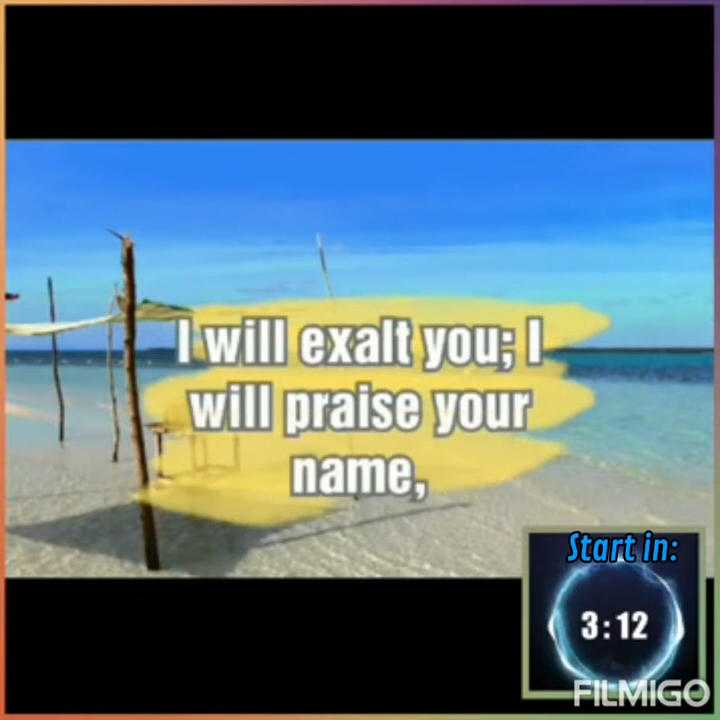 I will exalt you; I
will praise your
name,
Start in:
3:12
FILMIGO